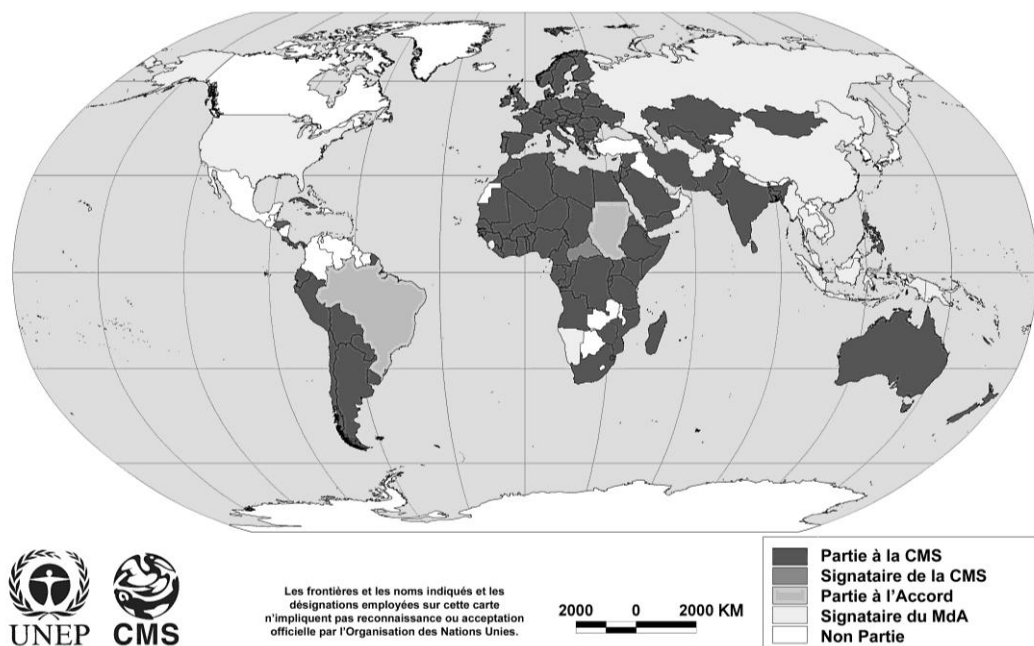 UNEP
CMS
Les frontières et les noms indiqués et les
désignations employées sur cette carte
n'impliquent pas reconnaissance ou acceptation
officielle par l'Organisation des Nations Unies.
2000 0 2000 KM
Partie à la CMS
Signataire de la CMS
Partie à l'Accord
Signataire du MdA
Non Partie